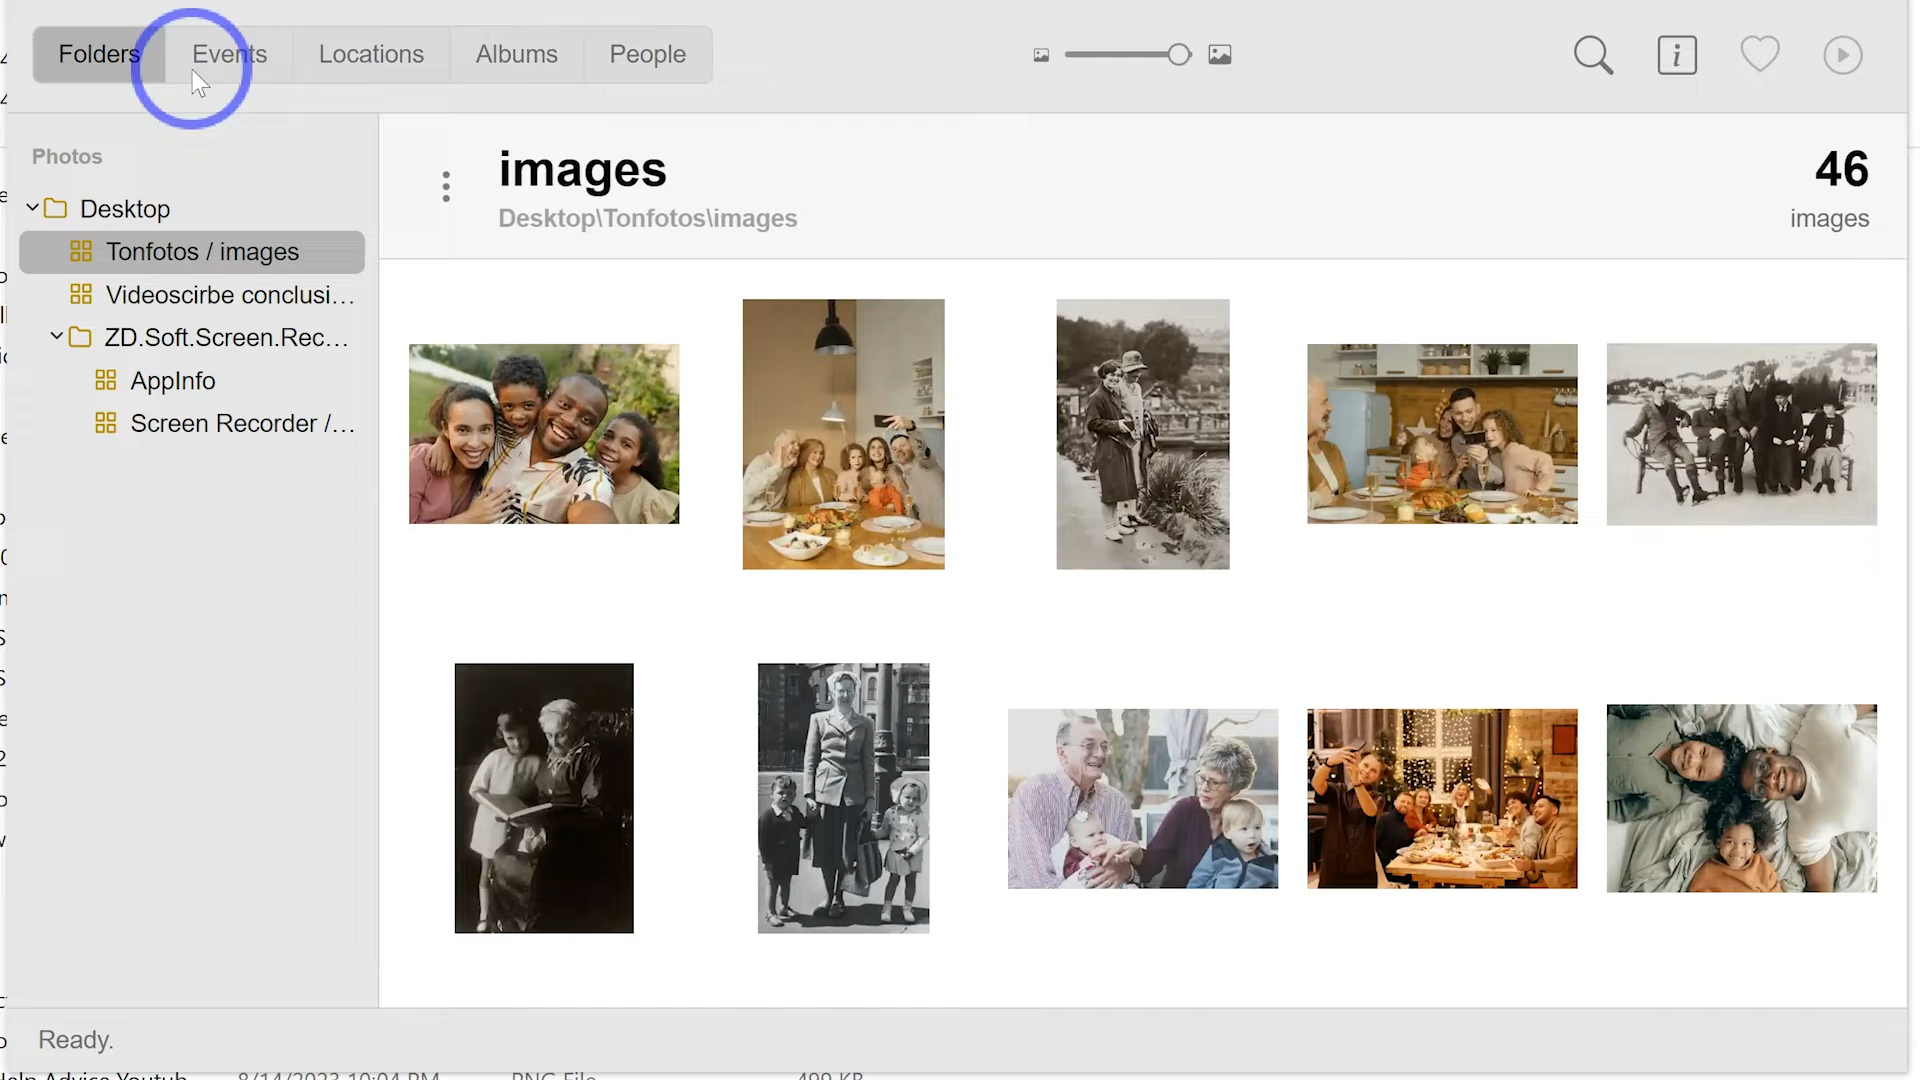 Folders Events Locations Albums People
Photos
Desktop
Tonfotos / images
Videoscirbe conclusi...
ZD.Soft.Screen.Rec...
AppInfo
Screen Recorder /...
images
Desktop\Tonfotos\images
46
images
Ready.